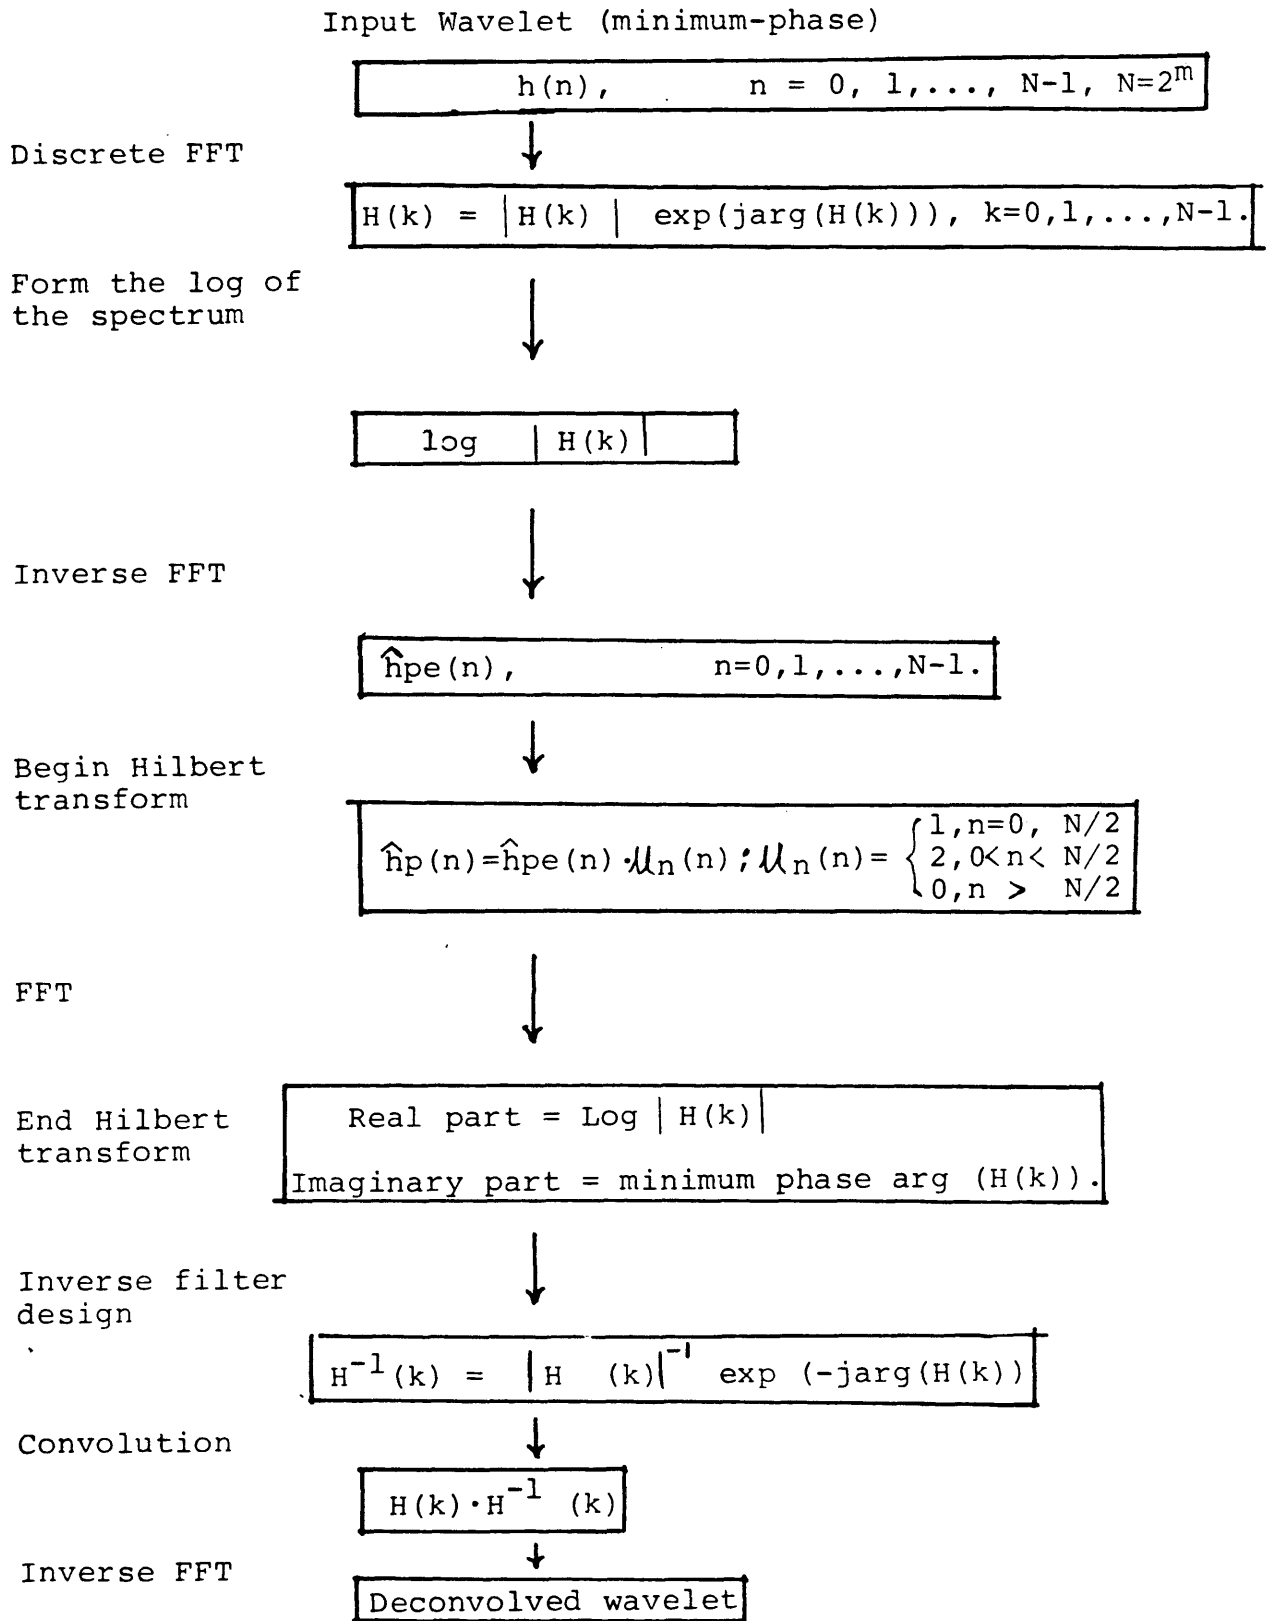 Input Wavelet (minimum-phase)
h(n), n = 0, 1,..., N-1, N=2^m
Discrete FFT
H(k) = |H(k)| exp(jarg(H(k))), k=0,1,...,N-1.
Form the log of
the spectrum
log |H(k)|
Inverse FFT
ĥpe(n), n=0,1,...,N-1.
Begin Hilbert
transform
ĥp(n)=ĥpe(n)·μn(n); μn(n)= { 1,n=0, N/2
2,0<n< N/2
0,n > N/2
FFT
End Hilbert
transform
Real part = Log |H(k)|
Imaginary part = minimum phase arg (H(k)).
Inverse filter
design
H^-1(k) = |H (k)|^-1 exp (-jarg(H(k))
Convolution
H(k)·H^-1 (k)
Inverse FFT
Deconvolved wavelet